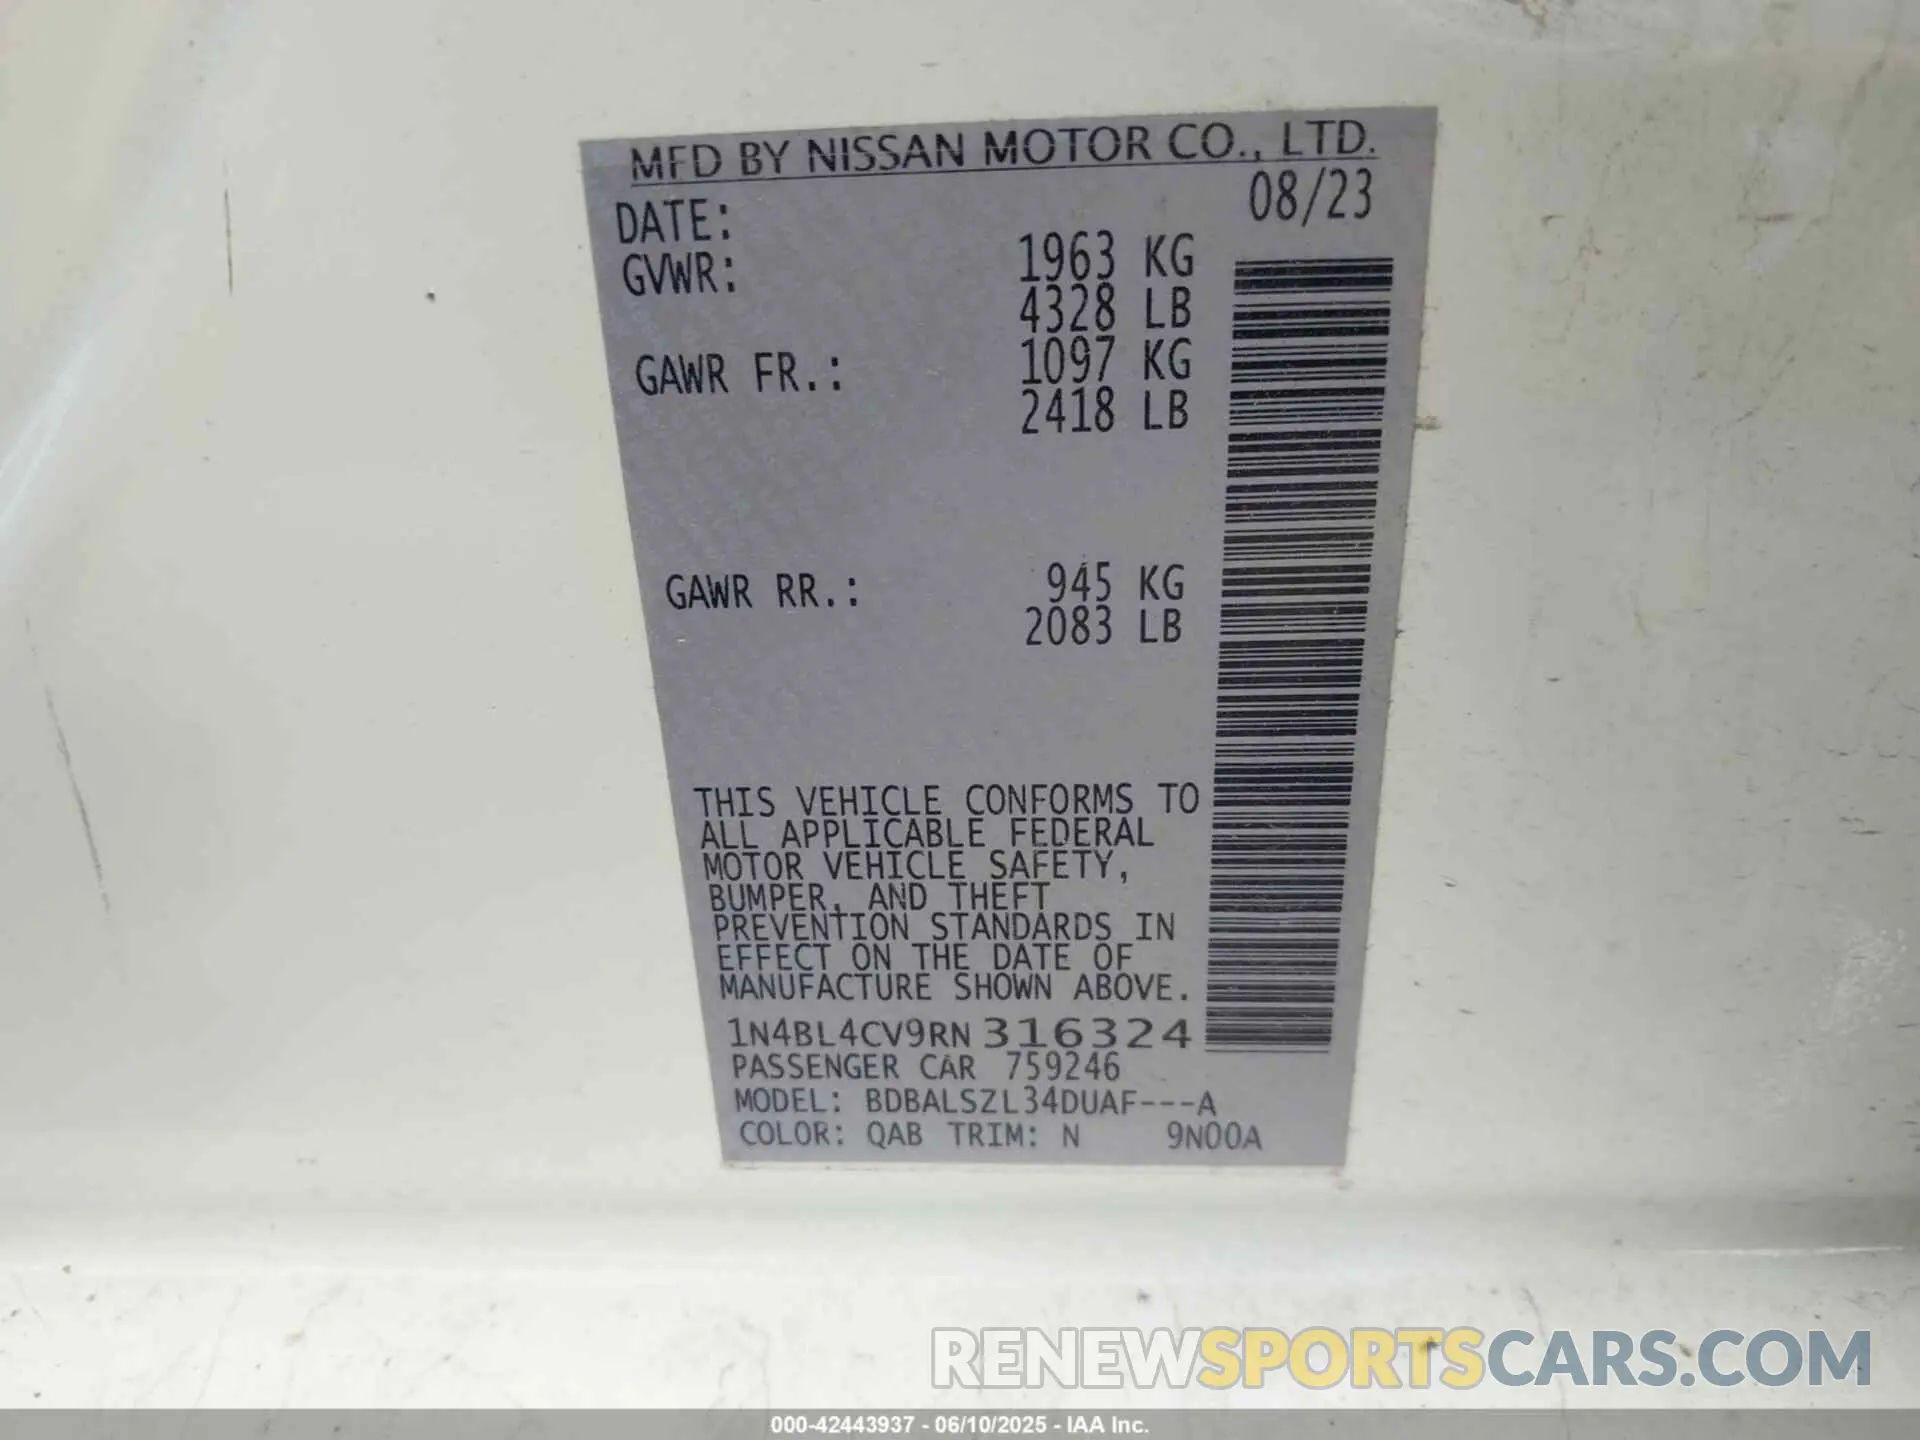 MFD BY NISSAN MOTOR CO., LTD.
DATE: 08/23
GVWR: 1963 KG
4328 LB
GAWR FR.: 1097 KG
2418 LB
GAWR RR.: 945 KG
2083 LB
THIS VEHICLE CONFORMS TO
ALL APPLICABLE FEDERAL
MOTOR VEHICLE SAFETY,
BUMPER, AND THEFT
PREVENTION STANDARDS IN
EFFECT ON THE DATE OF
MANUFACTURE SHOWN ABOVE.
1N4BL4CV9RN316324
PASSENGER CAR 759246
MODEL: BDBALSZL34DUAF---A
COLOR: QAB TRIM: N 9N00A
RENEWSPORTSCARS.COM
000-42443937 - 06/10/2025 - IAA Inc.